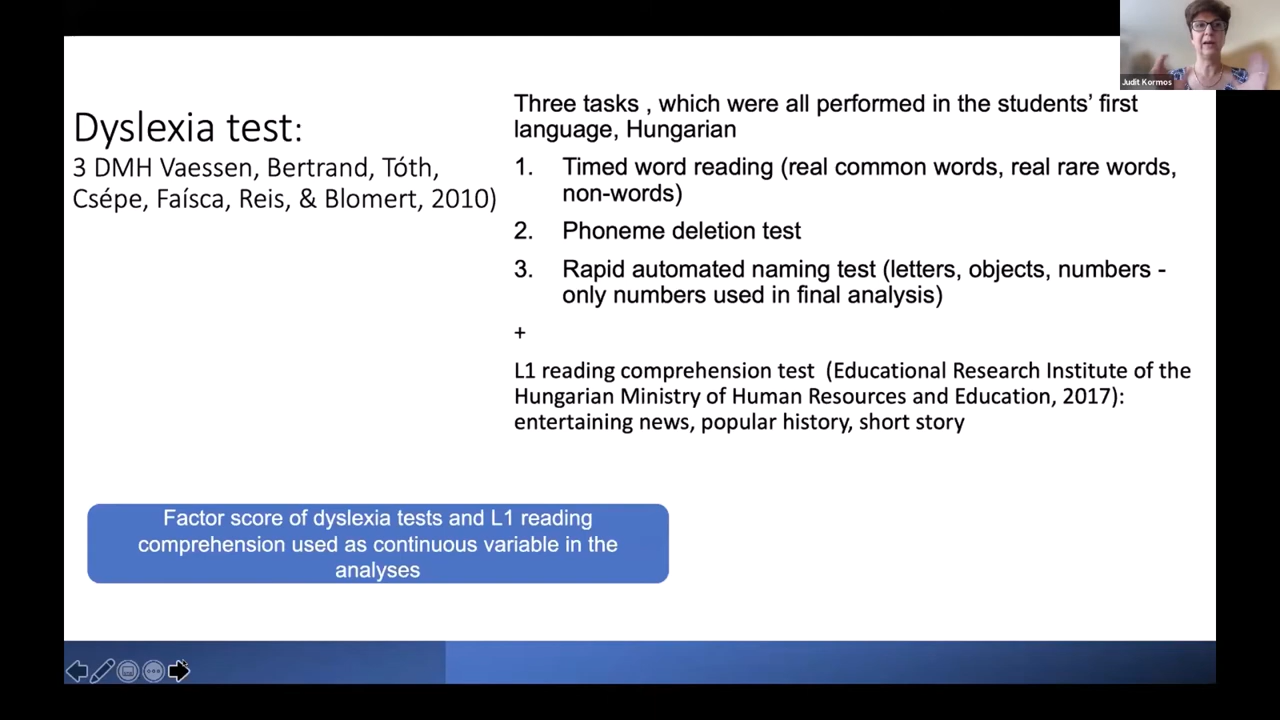 Judit Kormos
Dyslexia test:
3 DMH Vaessen, Bertrand, Tóth,
Csépe, Faísca, Reis, & Blomert, 2010)
Three tasks , which were all performed in the students’ first
language, Hungarian
1. Timed word reading (real common words, real rare words,
non-words)
2. Phoneme deletion test
3. Rapid automated naming test (letters, objects, numbers -
only numbers used in final analysis)
+
L1 reading comprehension test (Educational Research Institute of the
Hungarian Ministry of Human Resources and Education, 2017):
entertaining news, popular history, short story
Factor score of dyslexia tests and L1 reading
comprehension used as continuous variable in the
analyses